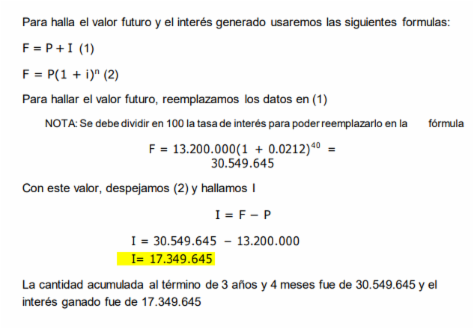 Para halla el valor futuro y el interés generado usaremos las siguientes formulas:
F = P + I (1)
F = P(1 + i)ⁿ (2)
Para hallar el valor futuro, reemplazamos los datos en (1)
NOTA: Se debe dividir en 100 la tasa de interés para poder reemplazarlo en la fórmula
F = 13.200.000(1 + 0.0212)⁴⁰ =
30.549.645
Con este valor, despejamos (2) y hallamos I
I = F − P
I = 30.549.645 − 13.200.000
I= 17.349.645
La cantidad acumulada al término de 3 años y 4 meses fue de 30.549.645 y el
interés ganado fue de 17.349.645